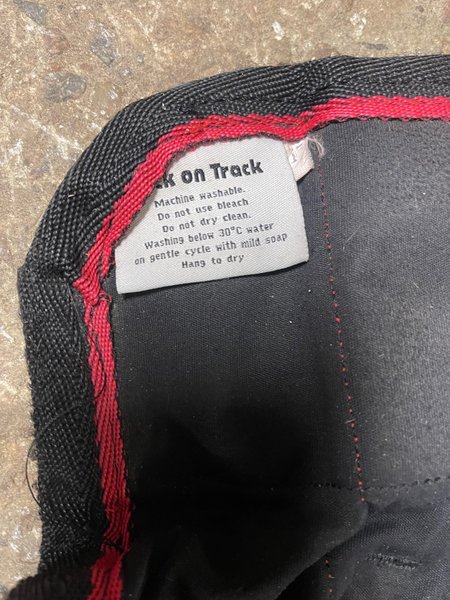 ck on Track
Machine washable.
Do not use bleach
Do not dry clean.
Washing below 30°C water
on gentle cycle with mild soap
Hang to dry